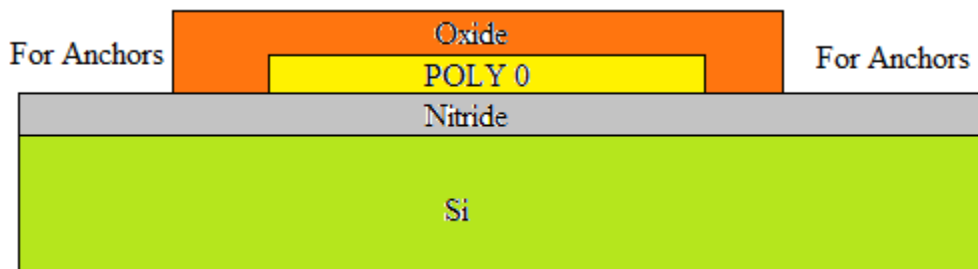 Oxide
For Anchors
For Anchors
POLY 0
Nitride
Si